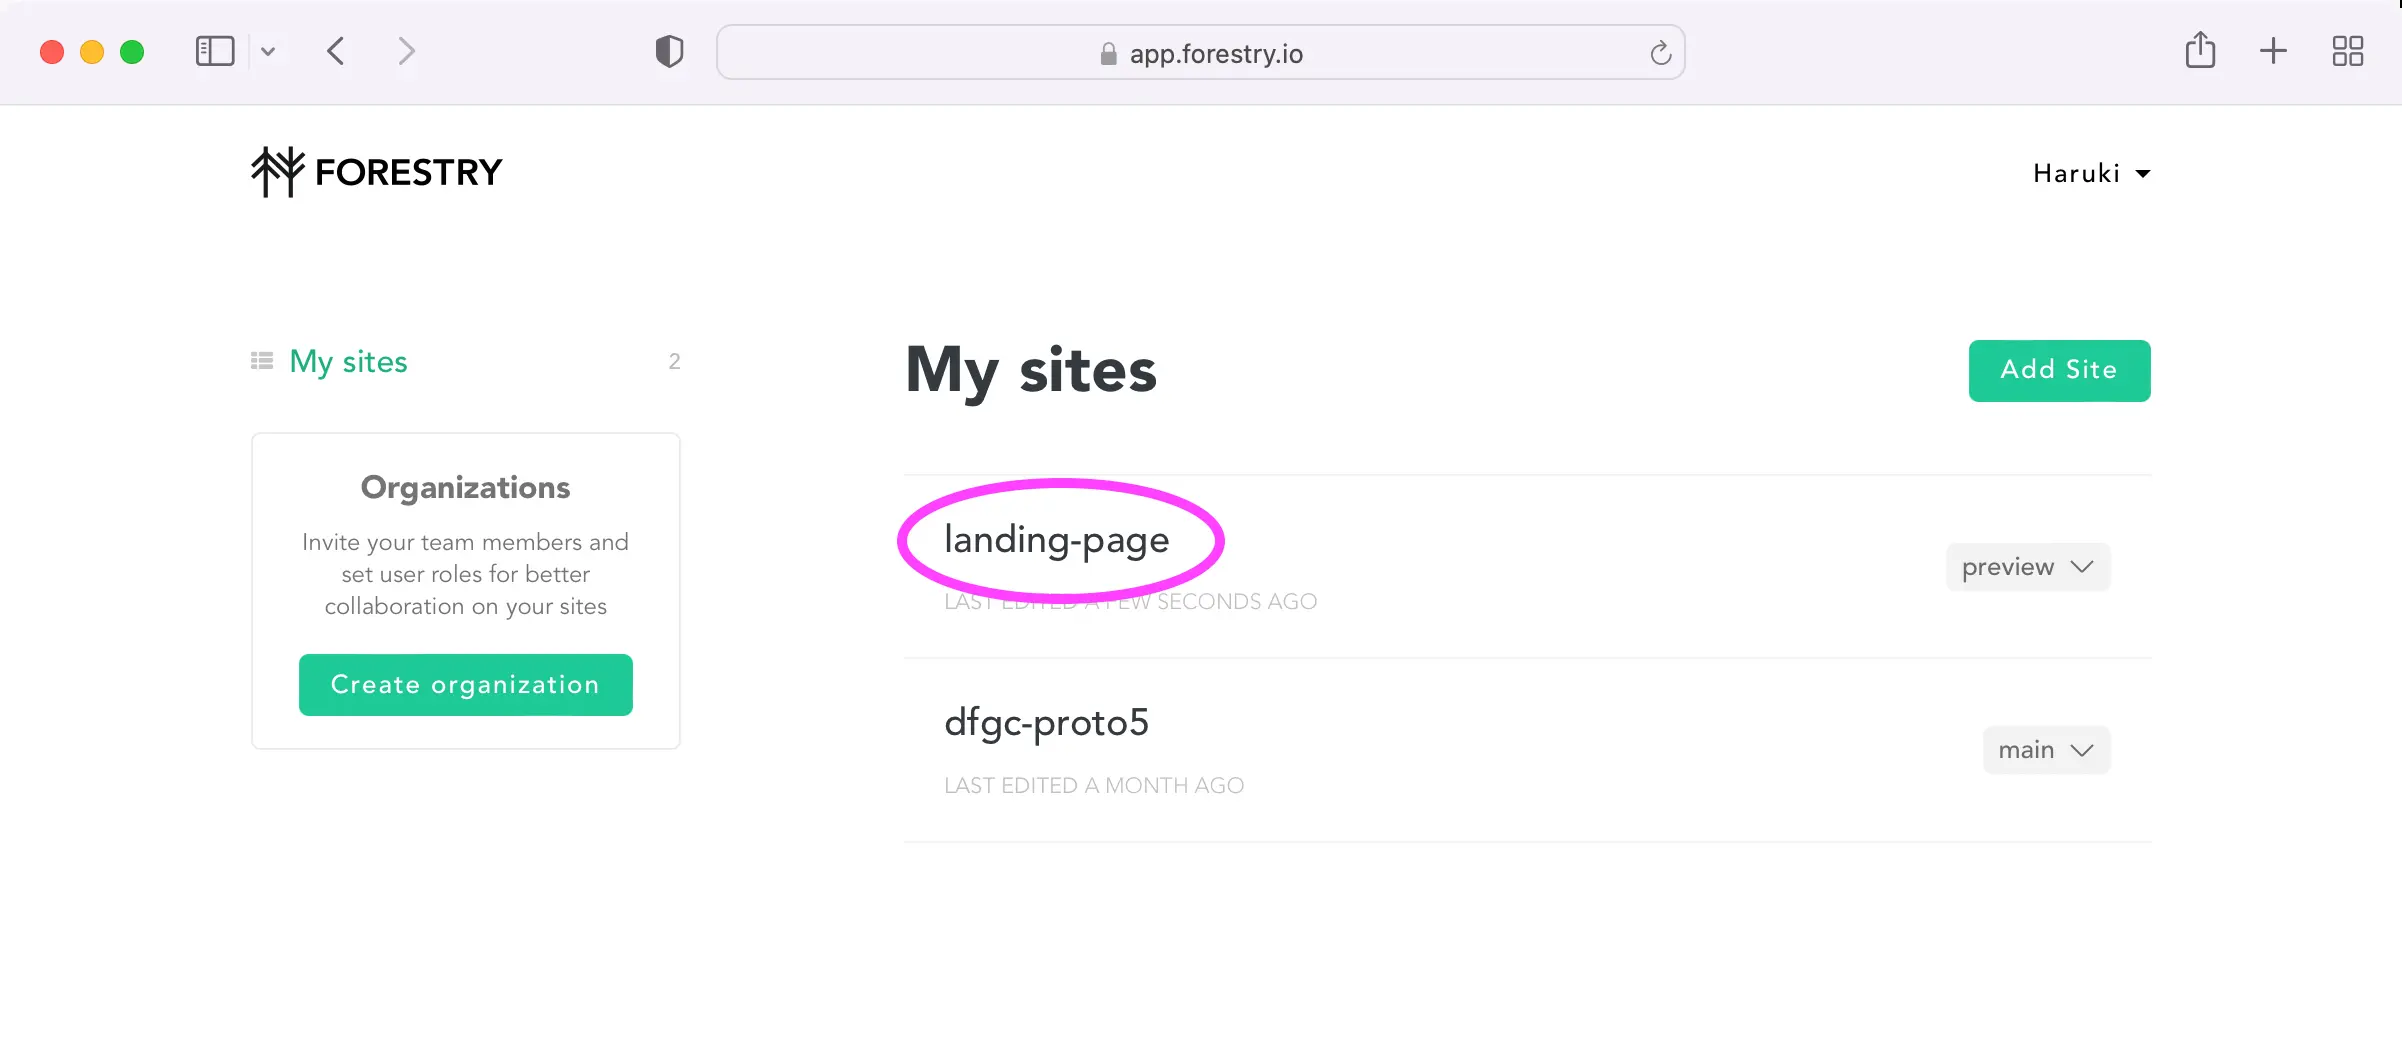 app.forestry.io
FORESTRY
Haruki
My sites 2
Organizations
Invite your team members and
set user roles for better
collaboration on your sites
Create organization
My sites
Add Site
landing-page
LAST EDITED A FEW SECONDS AGO
preview
dfgc-proto5
LAST EDITED A MONTH AGO
main